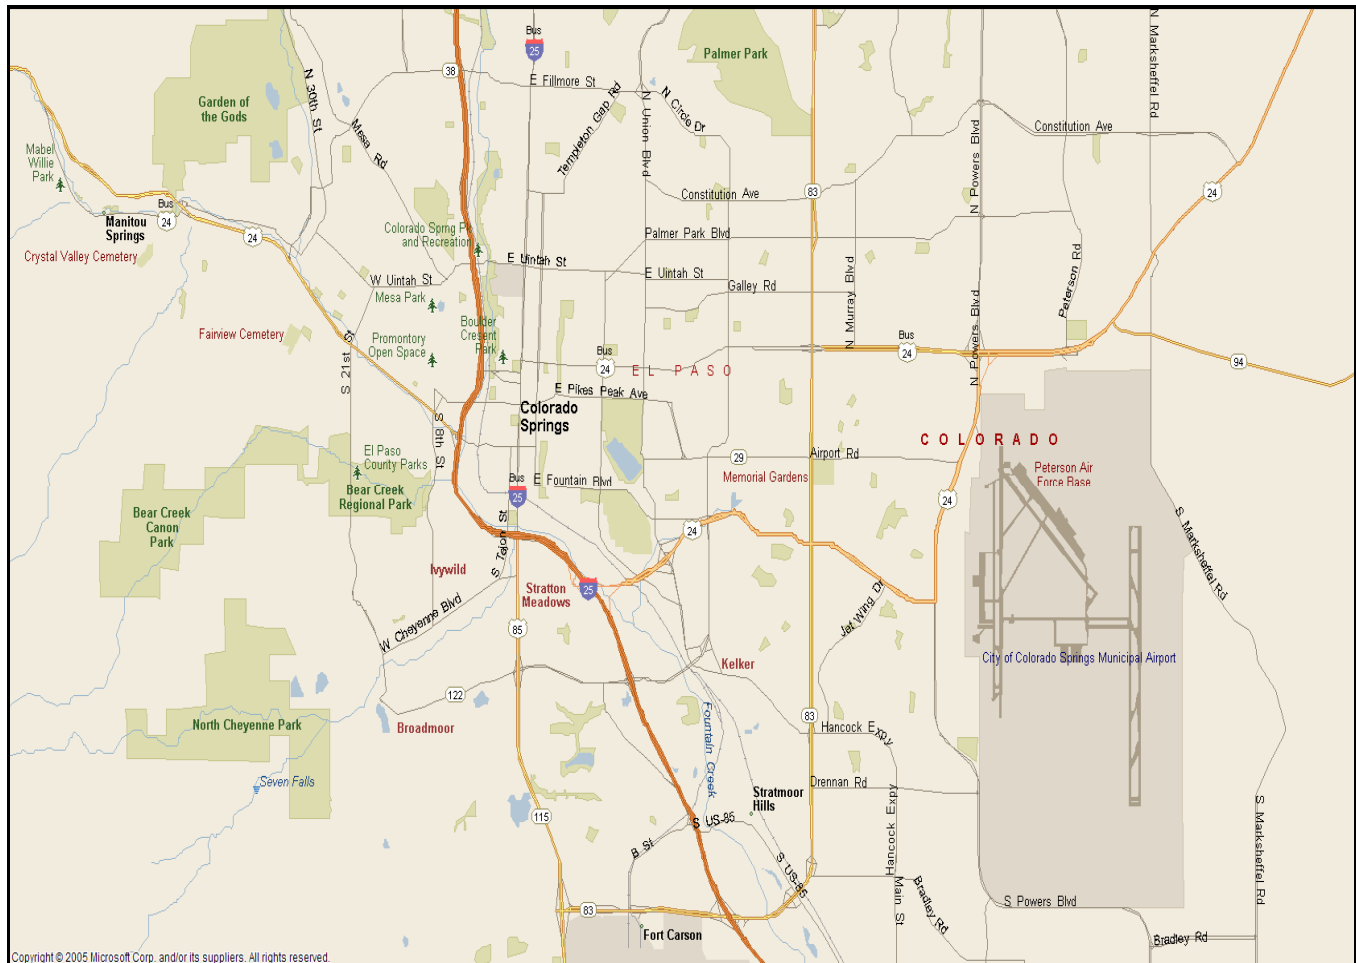 N Marksheffel Rd
Bus
25
Palmer Park
38
E Fillmore St
N 30th St
Garden of
the Gods
Templeton Gap Rd
N Union Blvd
N Circle Dr
Mesa Rd
N Powers Blvd
Constitution Ave
Mabel
Willie
Park
Constitution Ave
83
24
Bus
24
Manitou
Springs
24
Colorado Sprng Pk
and Recreation
Palmer Park Blvd
Crystal Valley Cemetery
E Uintah St
E Uintah St
Peterson Rd
W Uintah St
Galley Rd
N Murray Blvd
Mesa Park
N Powers Blvd
Fairview Cemetery
Boulder
Cresent
Park
Promontory
Open Space
S 21st St
Bus
24
Bus
24
94
EL PASO
E Pikes Peak Ave
Colorado
Springs
S 8th St
COLORADO
El Paso
County Parks
29
Airport Rd
Peterson Air
Force Base
Memorial Gardens
Bus
25
E Fountain Blvd
Bear Creek
Regional Park
24
Bear Creek
Canon
Park
S Tejon St
24
S Marksheffel Rd
Ivywild
Stratton
Meadows
25
W Cheyenne Blvd
Jet Wing Dr
85
City of Colorado Springs Municipal Airport
Kelker
122
North Cheyenne Park
Broadmoor
Fountain Creek
83
Hancock Expy
Seven Falls
Drennan Rd
Stratmoor
Hills
Hancock Expy
S Marksheffel Rd
115
S US-85
B St
S US-85
Main St
Bradley Rd
S Powers Blvd
83
Fort Carson
Bradley Rd
Copyright © 2005 Microsoft Corp. and/or its suppliers. All rights reserved.